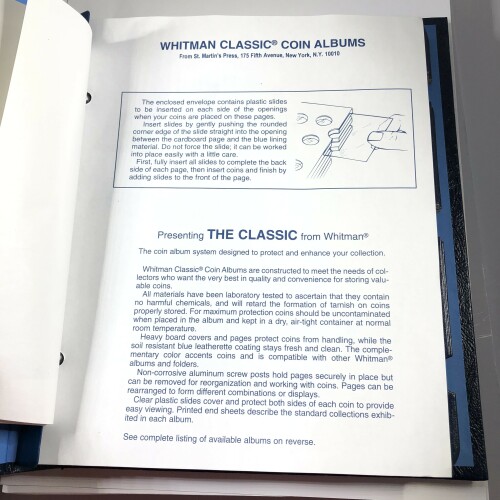 WHITMAN CLASSIC® COIN ALBUMS
From St. Martin's Press, 175 Fifth Avenue, New York, N.Y. 10010
The enclosed envelope contains plastic slides
to be inserted on each side of the openings
when your coins are placed on these pages.
Insert slides by gently pushing the rounded
corner edge of the slide straight into the opening
between the cardboard page and the blue lining
material. Do not force the slide; it can be worked
into place easily with a little care.
First, fully insert all slides to complete the back
side of each page, then insert coins and finish by
adding slides to the front of the page.
Presenting THE CLASSIC from Whitman®
The coin album system designed to protect and enhance your collection.
Whitman Classic® Coin Albums are constructed to meet the needs of col-
lectors who want the very best in quality and convenience for storing valu-
able coins.
All materials have been laboratory tested to ascertain that they contain
no harmful chemicals, and will retard the formation of tarnish on coins
properly stored. For maximum protection coins should be uncontaminated
when placed in the album and kept in a dry, air-tight container at normal
room temperature.
Heavy board covers and pages protect coins from handling, while the
soil resistant blue leatherette coating stays fresh and clean. The comple-
mentary color accents coins and is compatible with other Whitman®
albums and folders.
Non-corrosive aluminum screw posts hold pages securely in place but
can be removed for reorganization and working with coins. Pages can be
rearranged to form different combinations or displays.
Clear plastic slides cover and protect both sides of each coin to provide
easy viewing. Printed end sheets describe the standard collections exhib-
ited in each album.
See complete listing of available albums on reverse.